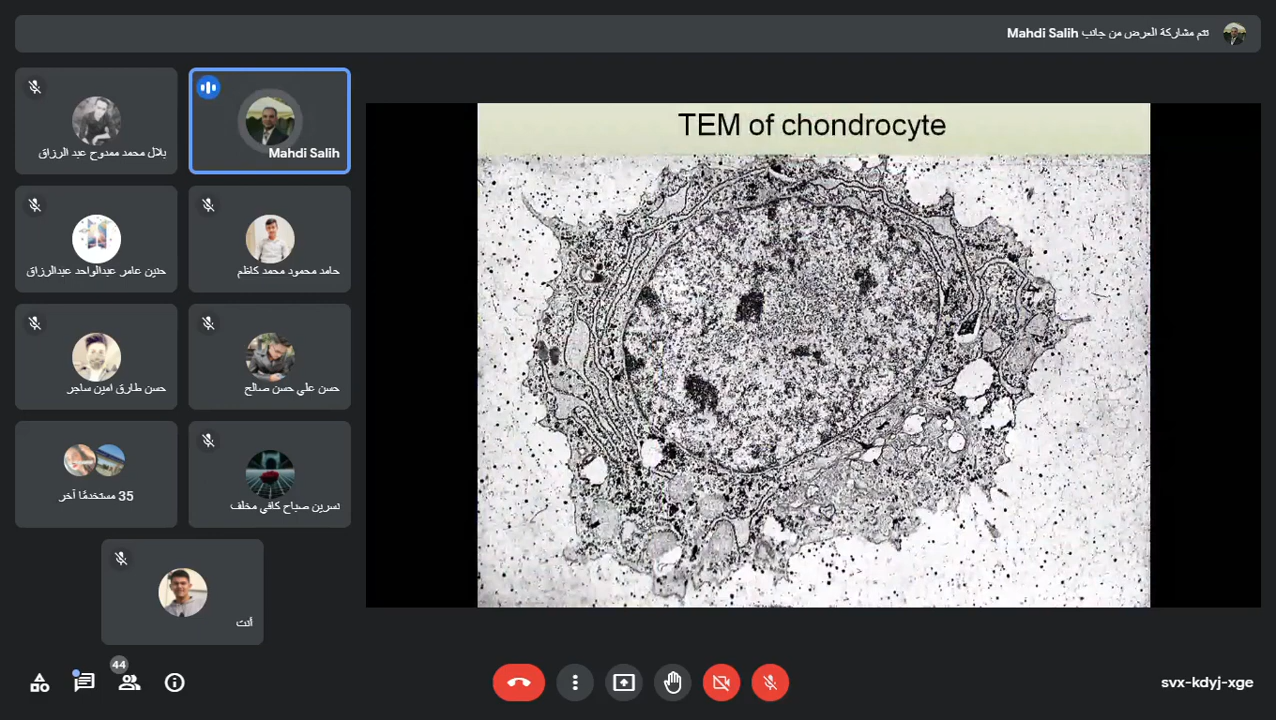 تتم مشاركة العرض من جانب Mahdi Salih
بلال محمد ممدوح عبد الرزاق
Mahdi Salih
TEM of chondrocyte
حنين عامر عبدالواحد عبدالرزاق
حامد محمود محمد كاظم
حسن طارق امين ساجر
حسن علي حسن صالح
35 مستخدمًا آخر
نسرين صباح كافي مخلف
أنت
44
svx-kdyj-xge